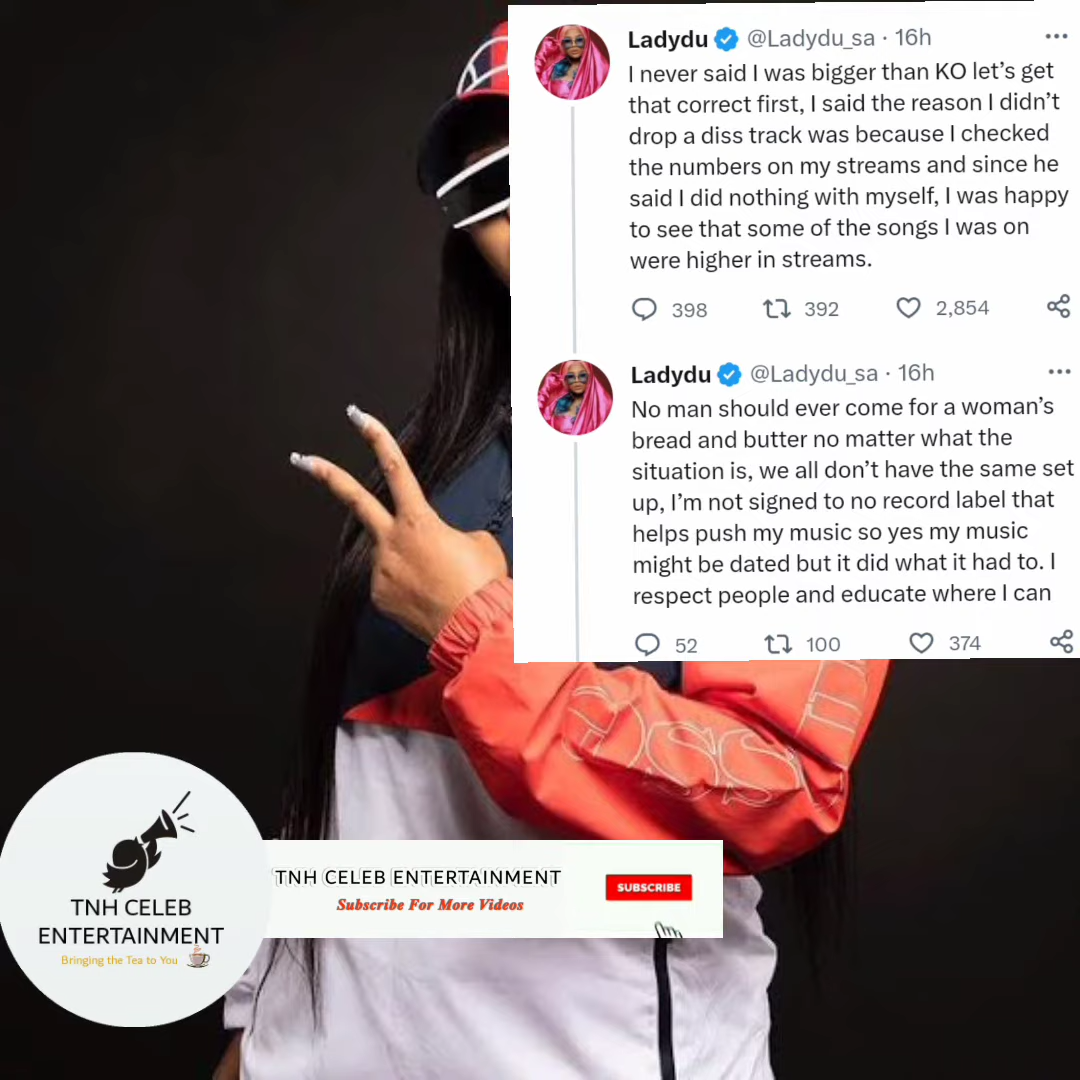 Ladydu @Ladydu_sa · 16h
I never said I was bigger than KO let’s get
that correct first, I said the reason I didn’t
drop a diss track was because I checked
the numbers on my streams and since he
said I did nothing with myself, I was happy
to see that some of the songs I was on
were higher in streams.
398 392 2,854
Ladydu @Ladydu_sa · 16h
No man should ever come for a woman’s
bread and butter no matter what the
situation is, we all don’t have the same set
up, I’m not signed to no record label that
helps push my music so yes my music
might be dated but it did what it had to. I
respect people and educate where I can
52 100 374
TNH CELEB
ENTERTAINMENT
Bringing the Tea to You
TNH CELEB ENTERTAINMENT
Subscribe For More Videos
SUBSCRIBE